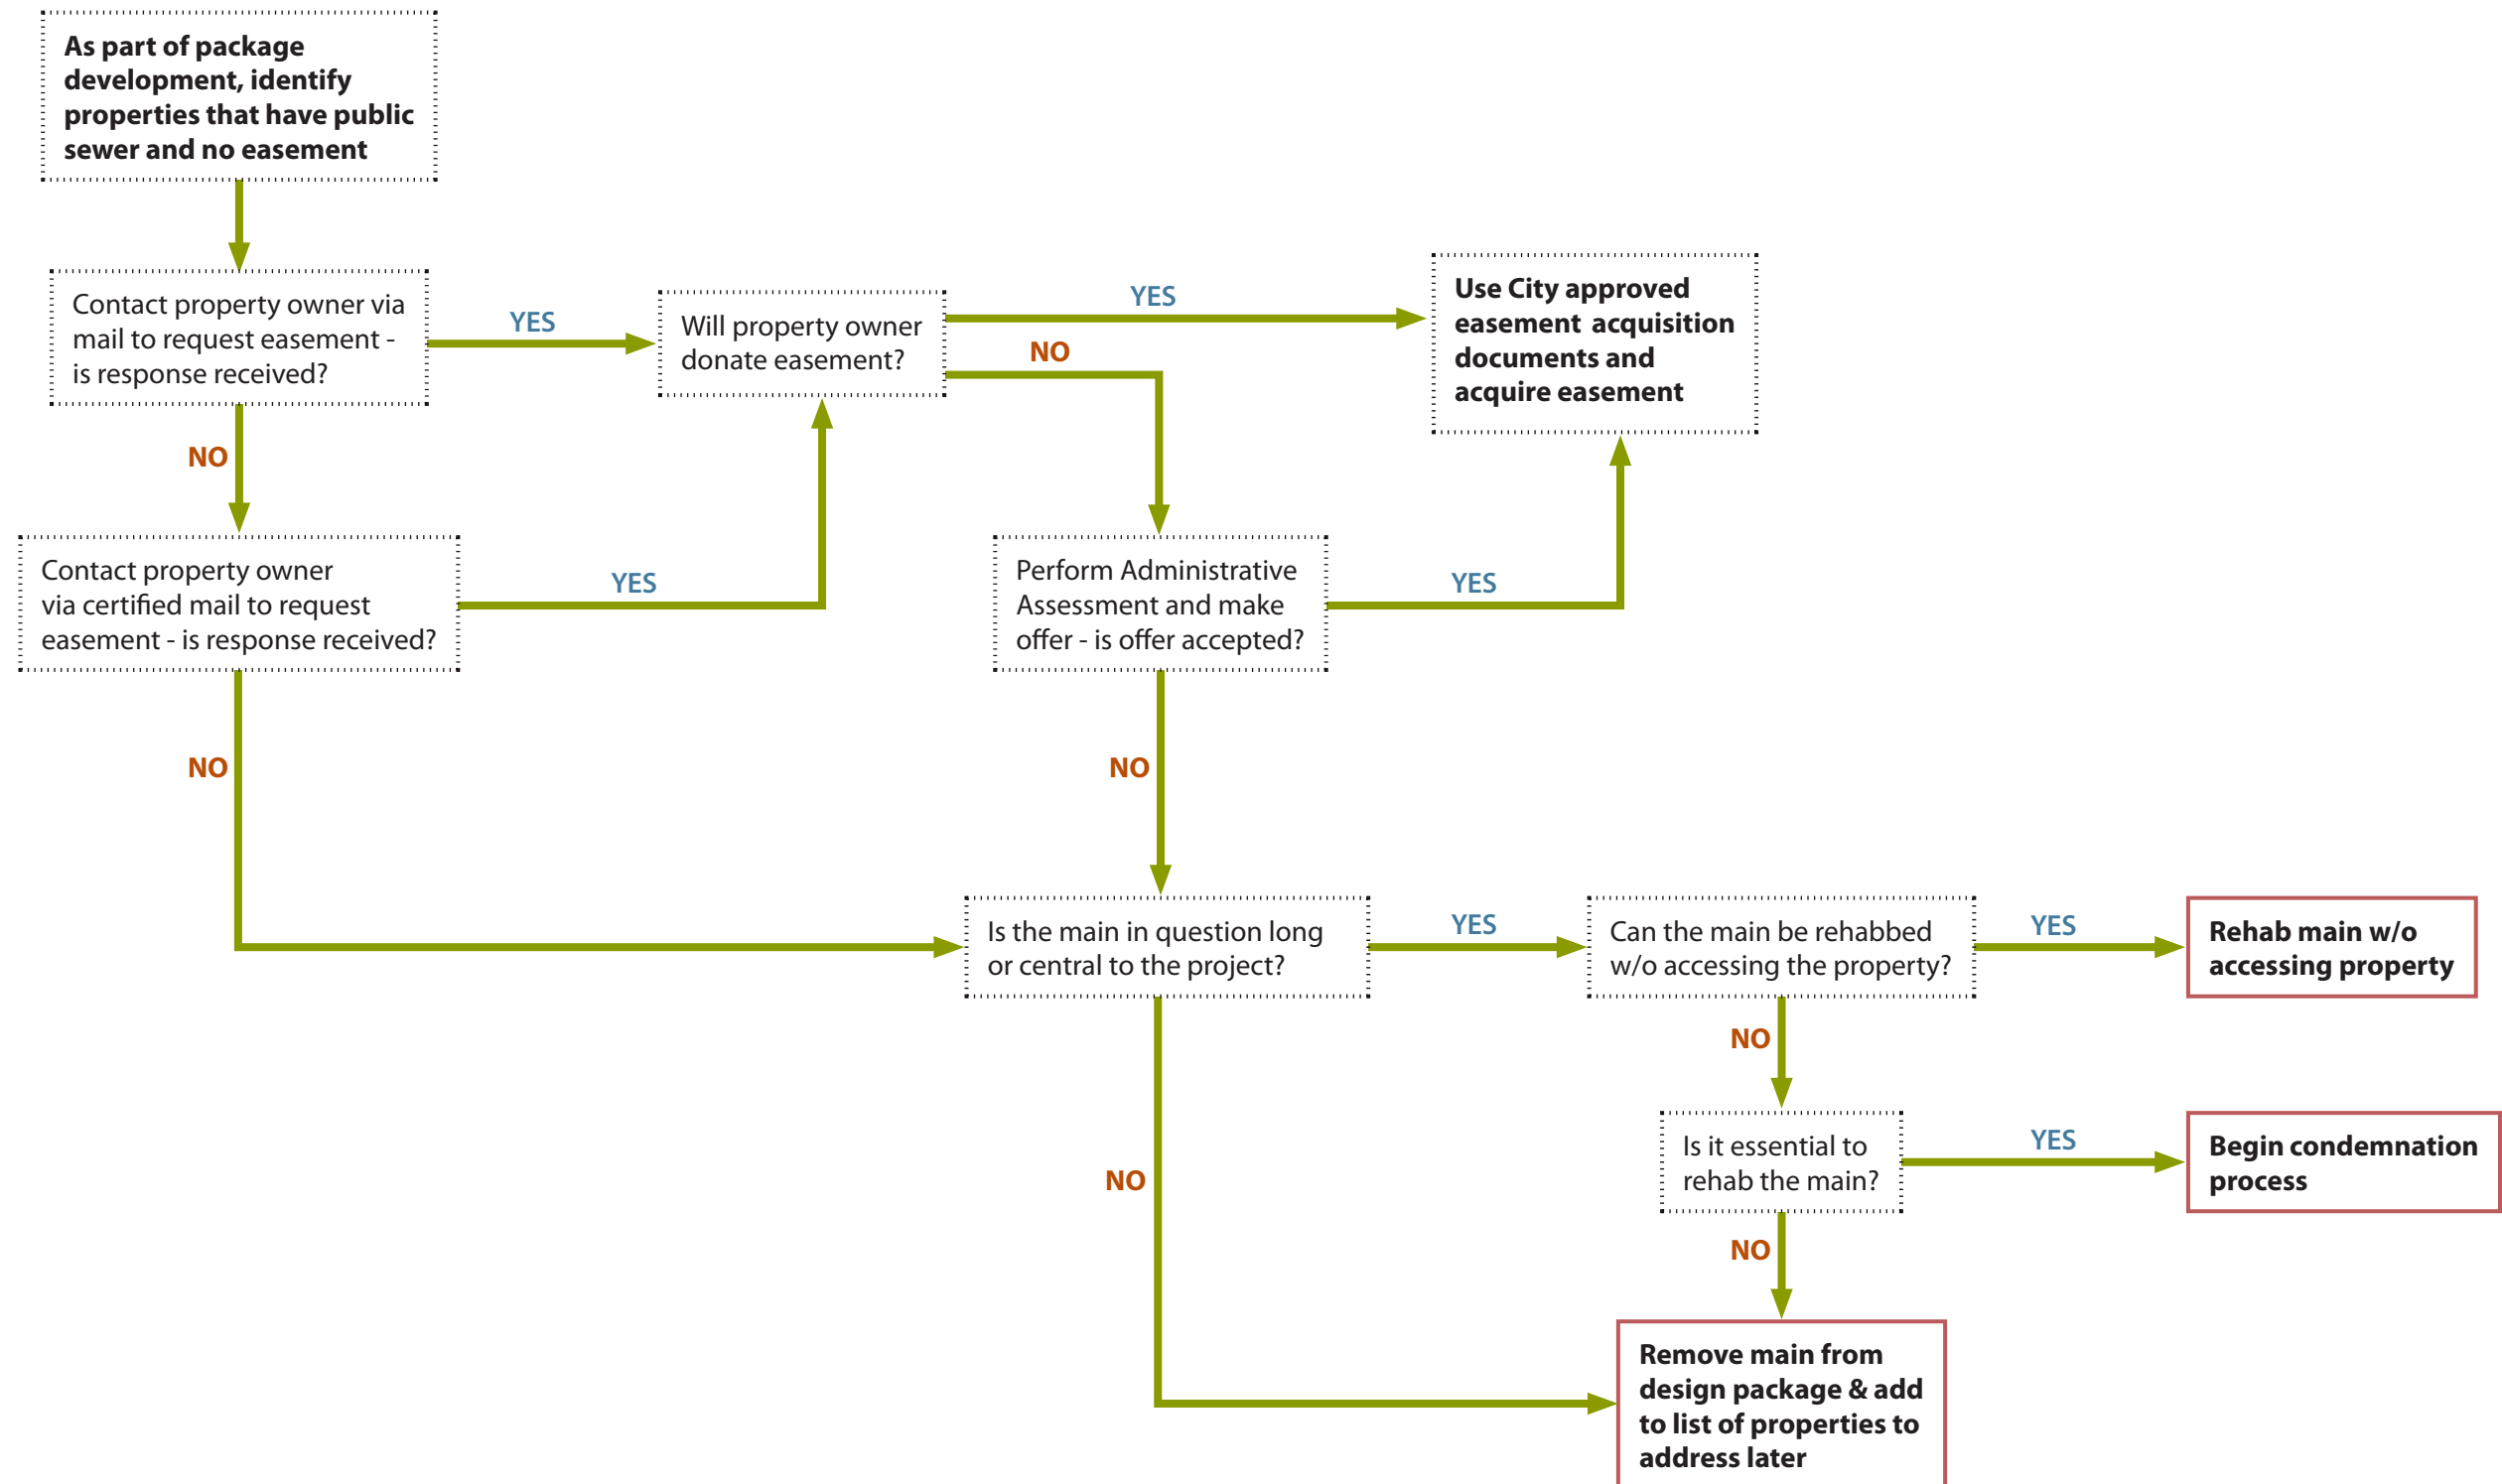 As part of package
development, identify
properties that have public
sewer and no easement
Contact property owner via
mail to request easement -
is response received?
YES
Will property owner
donate easement?
YES
NO
Use City approved
easement  acquisition
documents and
acquire easement
NO
Contact property owner
via certified mail to request
easement - is response received?
YES
Perform Administrative
Assessment and make
offer - is offer accepted?
YES
NO
NO
Is the main in question long
or central to the project?
YES
Can the main be rehabbed
w/o accessing the property?
YES
Rehab main w/o
accessing property
NO
Is it essential to
rehab the main?
YES
Begin condemnation
process
NO
NO
Remove main from
design package & add
to list of properties to
address later